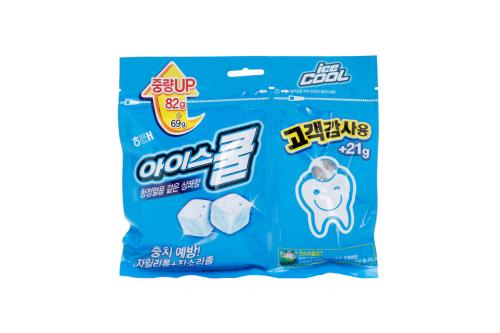 중량UP
82g
69g
해태
아이스쿨
청정얼음 같은 상쾌함
충치 예방!
자일리톨+잔소리졸
ice
COOL
고객감사용
+21g